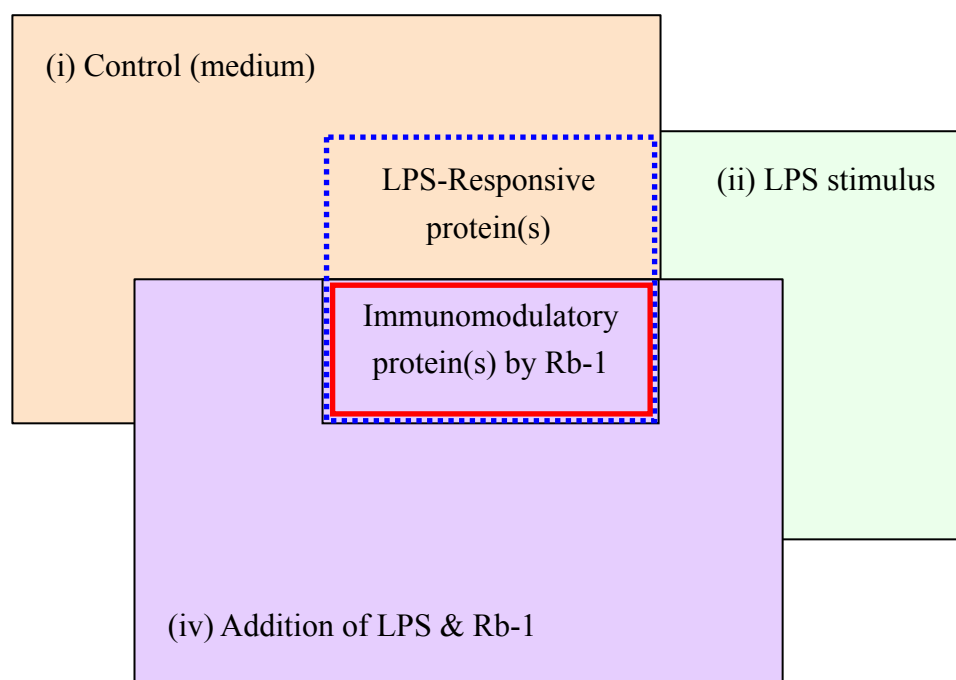 (i) Control (medium)
LPS-Responsive
protein(s)
(ii) LPS stimulus
Immunomodulatory
protein(s) by Rb-1
(iv) Addition of LPS & Rb-1